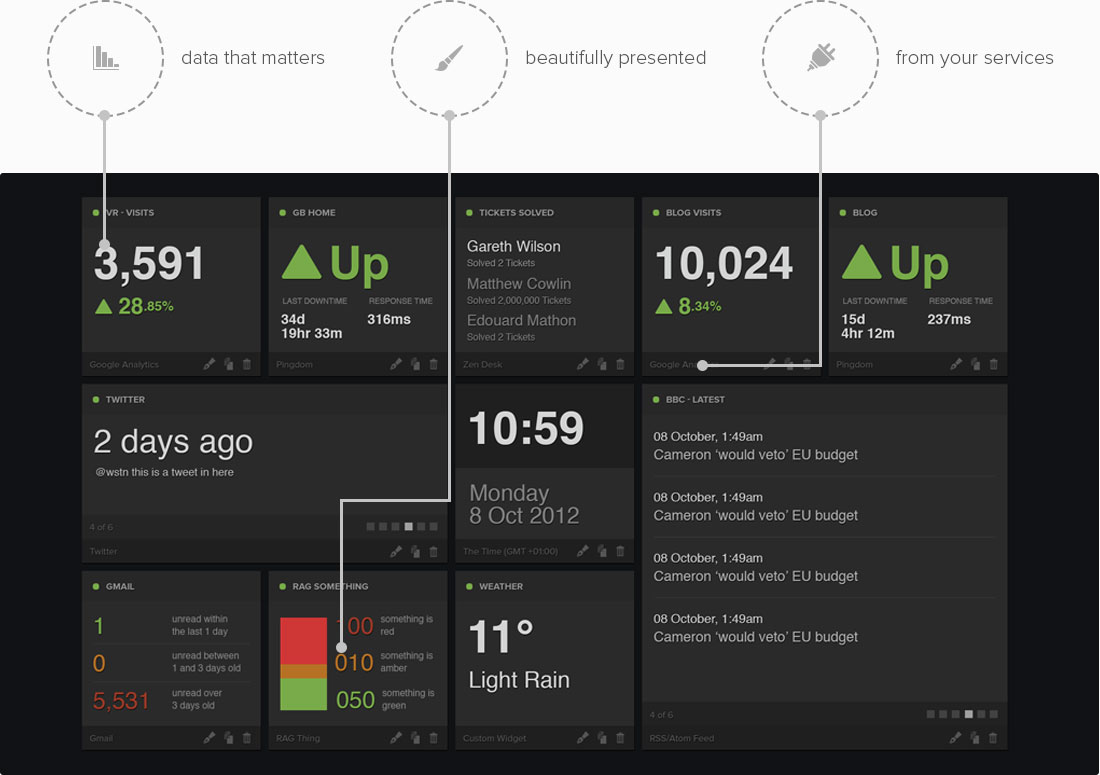 data that matters
beautifully presented
from your services
VR - VISITS
3,591
28.85%
Google Analytics
GB HOME
Up
LAST DOWNTIME
RESPONSE TIME
34d
19hr 33m
316ms
Pingdom
TICKETS SOLVED
Gareth Wilson
Solved 2 Tickets
Matthew Cowlin
Solved 2,000,000 Tickets
Edouard Mathon
Solved 2 Tickets
Zen Desk
BLOG VISITS
10,024
8.34%
Google
BLOG
Up
LAST DOWNTIME
RESPONSE TIME
15d
4hr 12m
237ms
Pingdom
TWITTER
2 days ago
@wstn this is a tweet in here
4 of 6
Twitter
10:59
Monday
8 Oct 2012
The Time (GMT +01:00)
BBC - LATEST
08 October, 1:49am
Cameron ‘would veto’ EU budget
08 October, 1:49am
Cameron ‘would veto’ EU budget
08 October, 1:49am
Cameron ‘would veto’ EU budget
08 October, 1:49am
Cameron ‘would veto’ EU budget
4 of 6
RSS/Atom Feed
GMAIL
1
unread within
the last 1 day
0
unread between
1 and 3 days old
5,531
unread over
3 days old
Gmail
RAG SOMETHING
100
something is
red
010
something is
amber
050
something is
green
RAG Thing
WEATHER
11°
Light Rain
Custom Widget